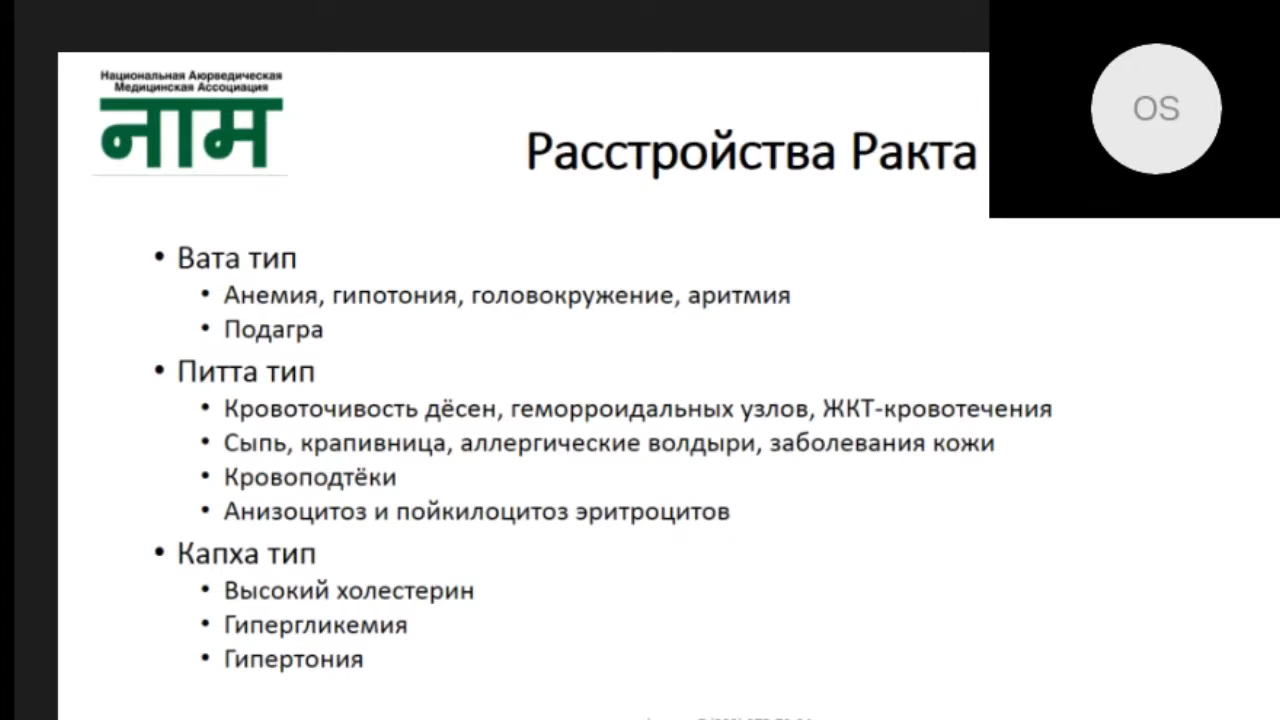 Национальная Аюрведическая
Медицинская Ассоциация
नाम
OS
Расстройства Ракта
• Вата тип
• Анемия, гипотония, головокружение, аритмия
• Подагра
• Питта тип
• Кровоточивость дёсен, геморроидальных узлов, ЖКТ-кровотечения
• Сыпь, крапивница, аллергические волдыри, заболевания кожи
• Кровоподтёки
• Анизоцитоз и пойкилоцитоз эритроцитов
• Капха тип
• Высокий холестерин
• Гипергликемия
• Гипертония